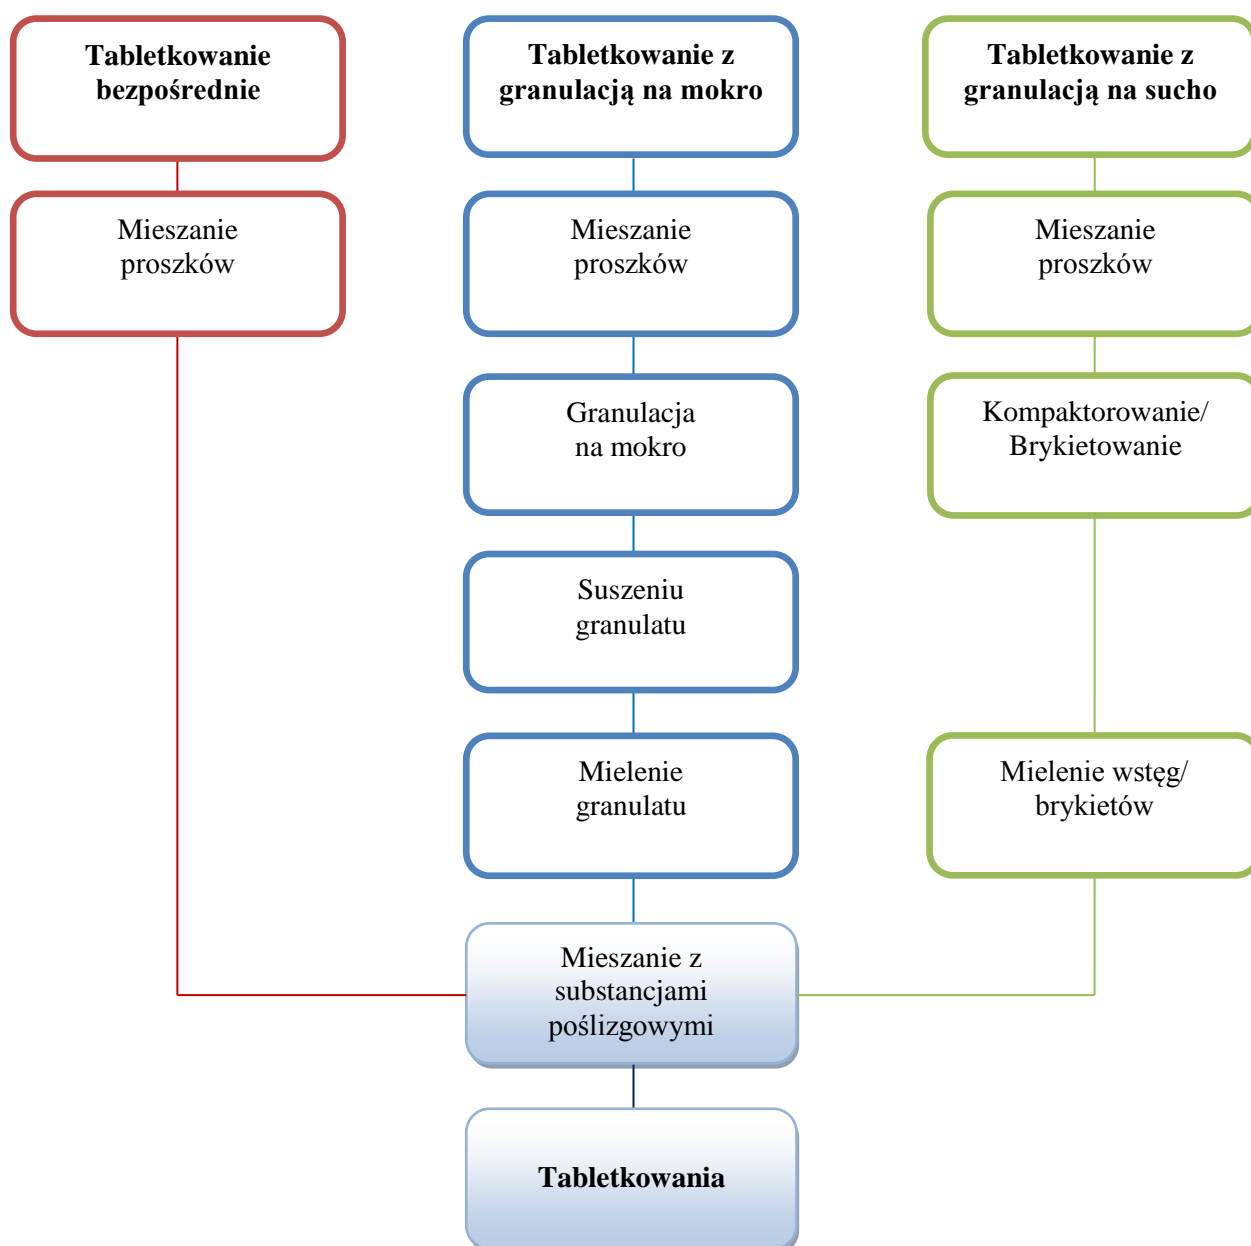 Tabletkowanie
bezpośrednie
Tabletkowanie z
granulacją na mokro
Tabletkowanie z
granulacją na sucho
Mieszanie
proszków
Mieszanie
proszków
Mieszanie
proszków
Granulacja
na mokro
Kompaktorowanie/
Brykietowanie
Suszeniu
granulatu
Mielenie
granulatu
Mielenie wstęg/
brykietów
Mieszanie z
substancjami
poślizgowymi
Tabletkowania